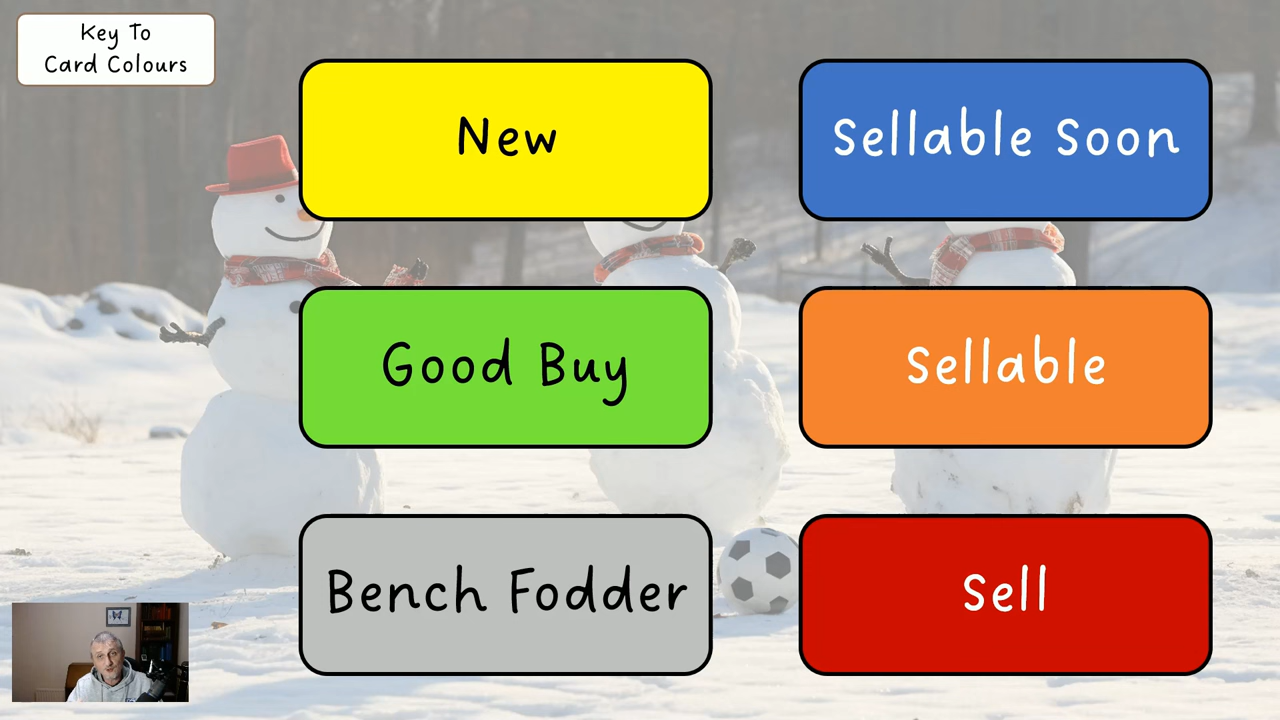 Key To
Card Colours
New
Sellable Soon
Good Buy
Sellable
Bench Fodder
Sell